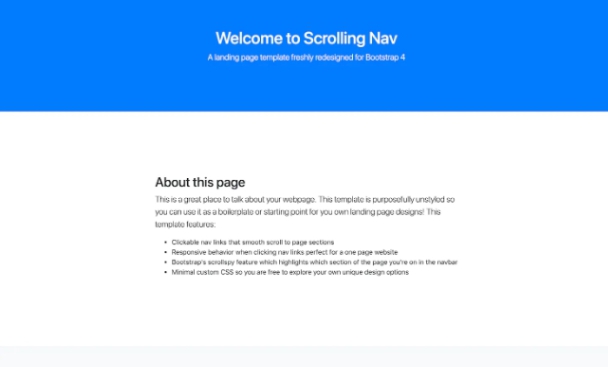 Welcome to Scrolling Nav
A landing page template freshly redesigned for Bootstrap 4
About this page
This is a great place to talk about your webpage. This template is purposefully unstyled so
you can use it as a boilerplate or starting point for you own landing page designs! This
template features:
Clickable nav links that smooth scroll to page sections
Responsive behavior when clicking nav links perfect for a one page website
Bootstrap's scrollspy feature which highlights which section of the page you're on in the navbar
Minimal custom CSS so you are free to explore your own unique design options